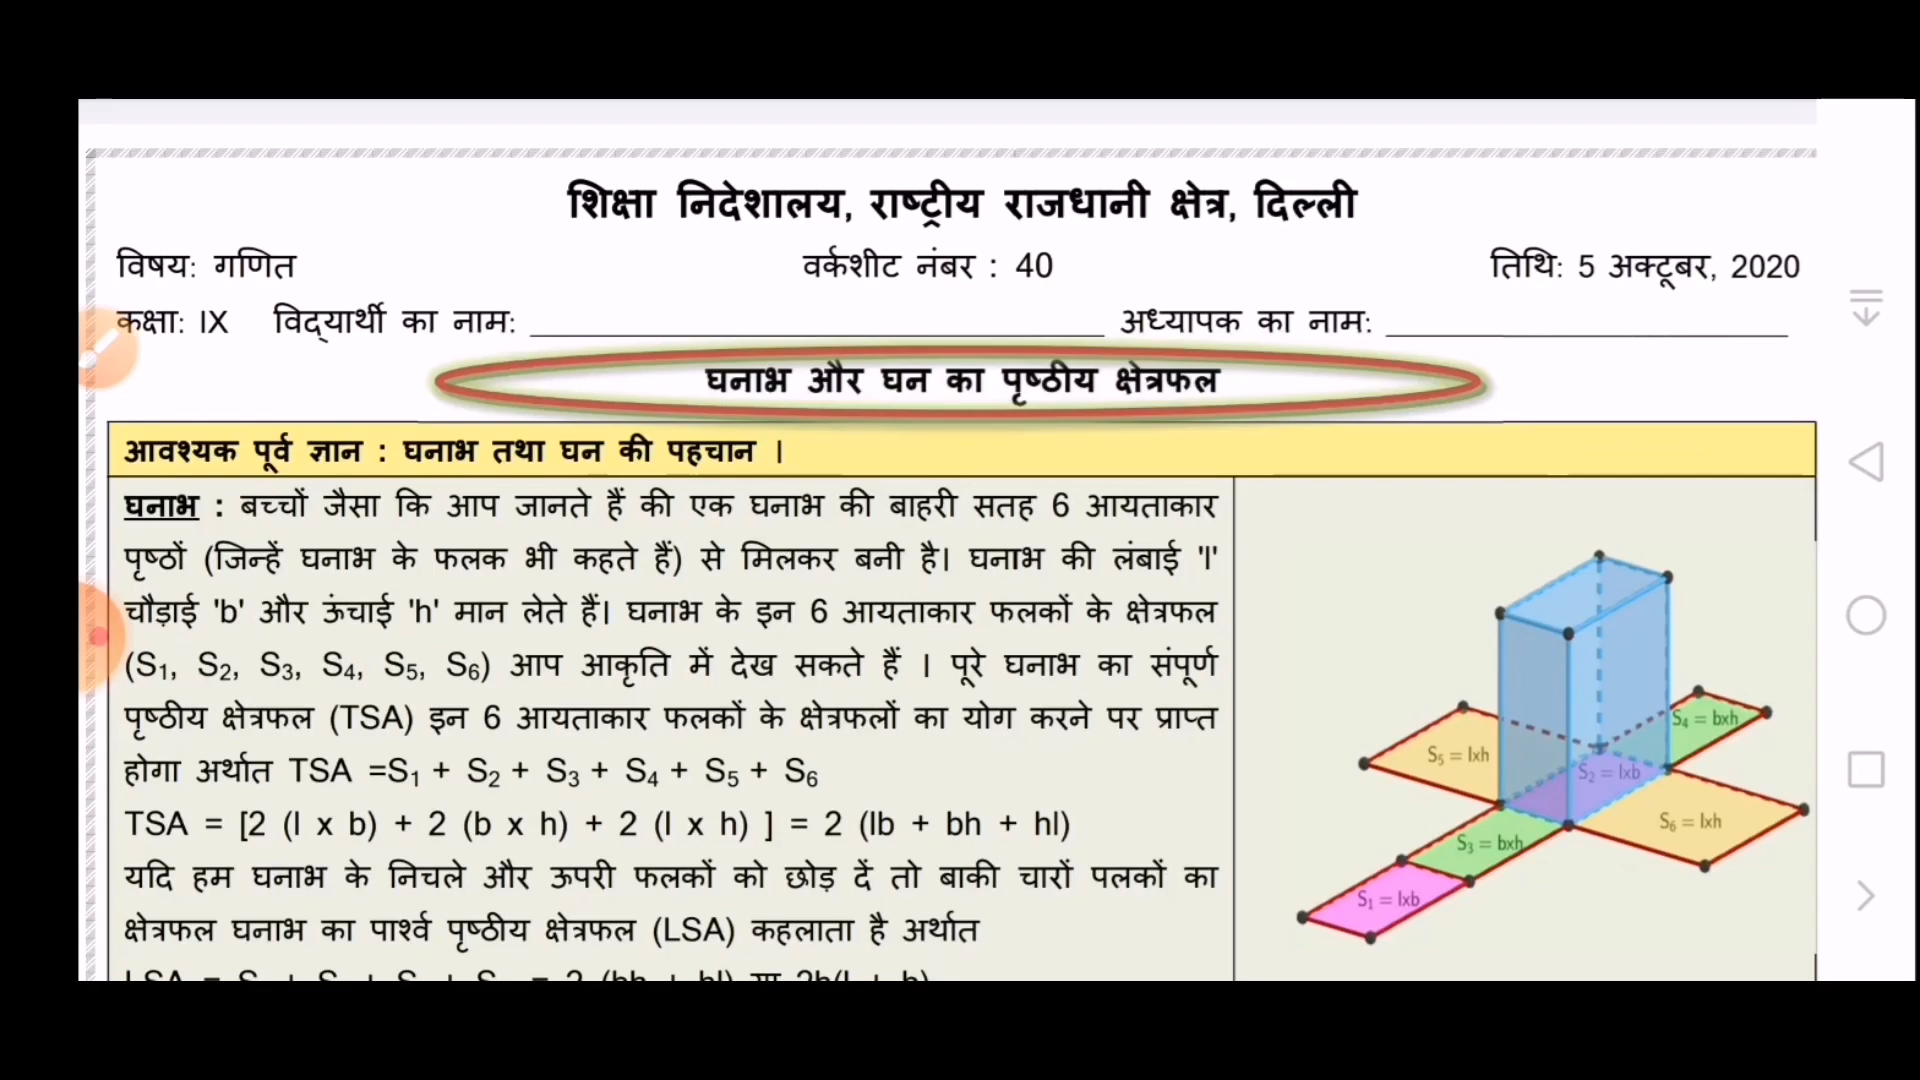 शिक्षा निदेशालय, राष्ट्रीय राजधानी क्षेत्र, दिल्ली
विषय: गणित वर्कशीट नंबर : 40 तिथि: 5 अक्टूबर, 2020
कक्षा: IX विद्यार्थी का नाम: अध्यापक का नाम:
घनाभ और घन का पृष्ठीय क्षेत्रफल
आवश्यक पूर्व ज्ञान : घनाभ तथा घन की पहचान ।
घनाभ : बच्चों जैसा कि आप जानते हैं की एक घनाभ की बाहरी सतह 6 आयताकार
पृष्ठों (जिन्हें घनाभ के फलक भी कहते हैं) से मिलकर बनी है। घनाभ की लंबाई 'l'
चौड़ाई 'b' और ऊंचाई 'h' मान लेते हैं। घनाभ के इन 6 आयताकार फलकों के क्षेत्रफल
(S₁, S₂, S₃, S₄, S₅, S₆) आप आकृति में देख सकते हैं । पूरे घनाभ का संपूर्ण
पृष्ठीय क्षेत्रफल (TSA) इन 6 आयताकार फलकों के क्षेत्रफलों का योग करने पर प्राप्त
होगा अर्थात TSA =S₁ + S₂ + S₃ + S₄ + S₅ + S₆
TSA = [2 (l x b) + 2 (b x h) + 2 (l x h) ] = 2 (lb + bh + hl)
यदि हम घनाभ के निचले और ऊपरी फलकों को छोड़ दें तो बाकी चारों पलकों का
क्षेत्रफल घनाभ का पार्श्व पृष्ठीय क्षेत्रफल (LSA) कहलाता है अर्थात
S₄ = bxh
S₅ = lxh
S₂ = lxb
S₆ = lxh
S₃ = bxh
S₁ = lxb